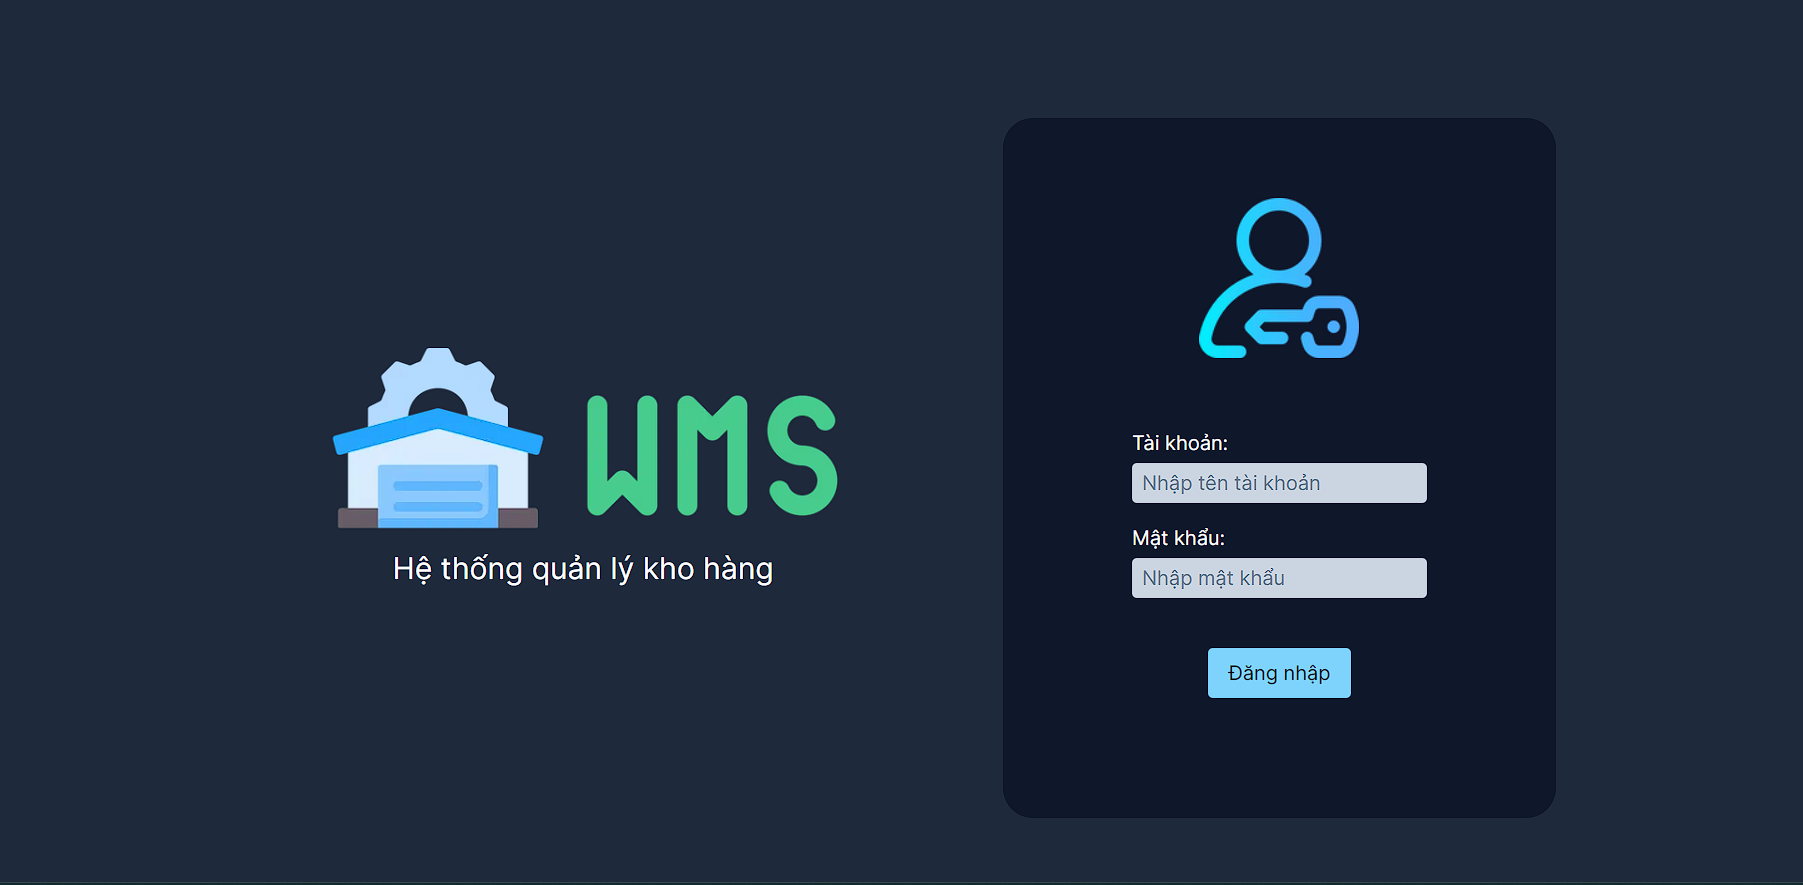 WMS
Hệ thống quản lý kho hàng
Tài khoản:
Nhập tên tài khoản
Mật khẩu:
Nhập mật khẩu
Đăng nhập